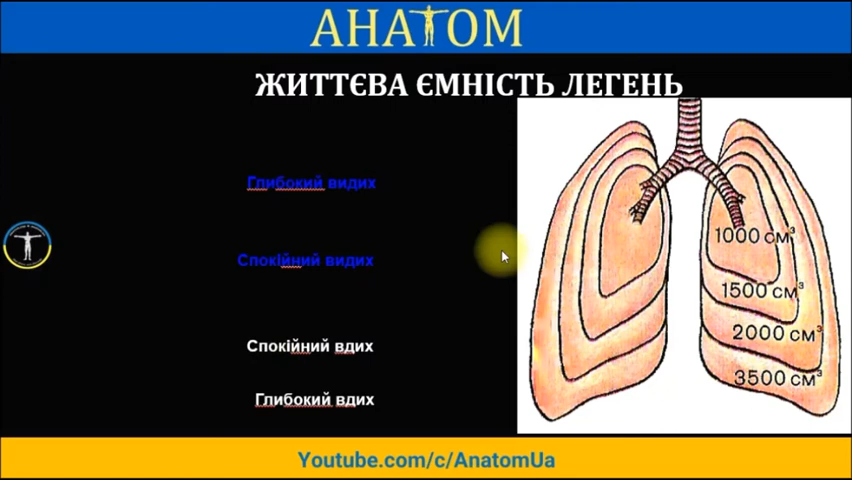 АНАТОМ
ЖИТТЄВА ЄМНІСТЬ ЛЕГЕНЬ
Глибокий видих
Спокійний видих
Спокійний вдих
Глибокий вдих
1000 см³
1500 см³
2000 см³
3500 см³
Youtube.com/c/AnatomUa